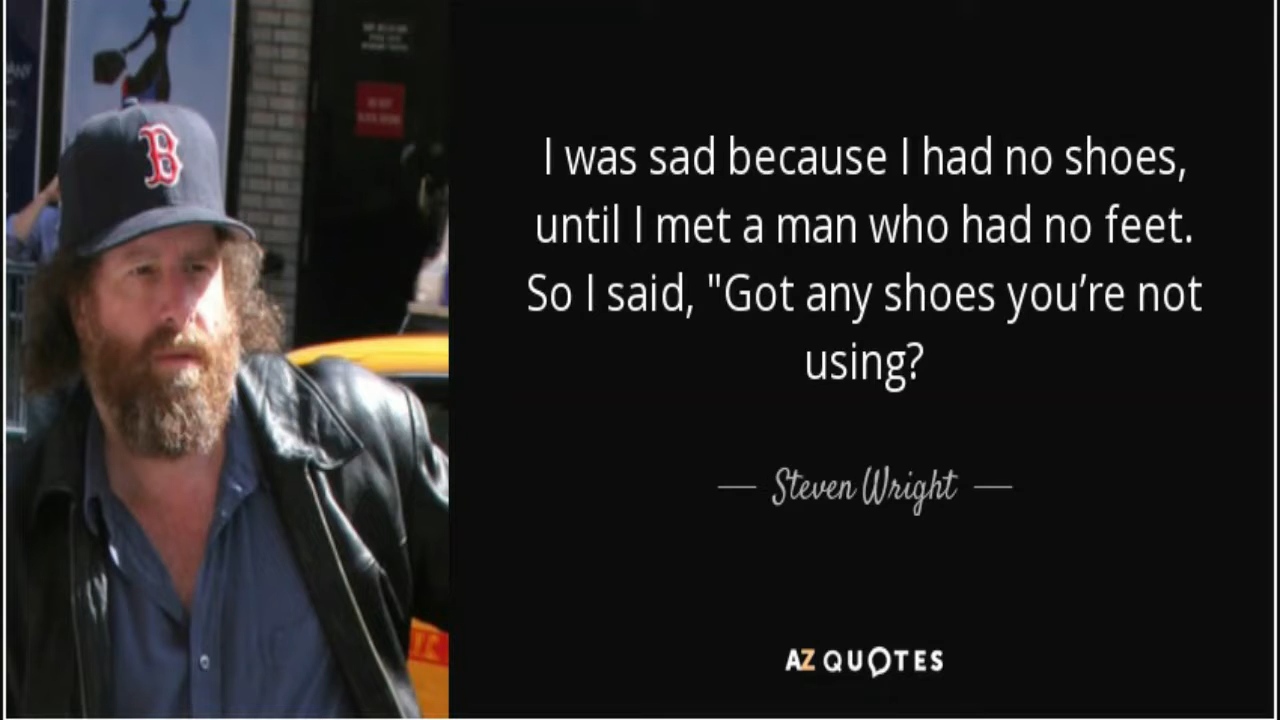 B
I was sad because I had no shoes,
until I met a man who had no feet.
So I said, "Got any shoes you’re not
using?
Steven Wright
AZ QUOTES